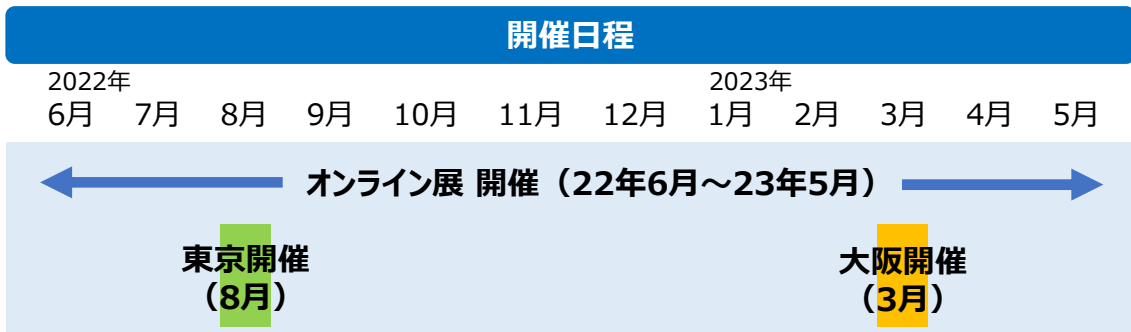 開催日程
2022年 2023年
6月 7月 8月 9月 10月 11月 12月 1月 2月 3月 4月 5月
オンライン展 開催（22年6月～23年5月）
東京開催 大阪開催
（8月） （3月）